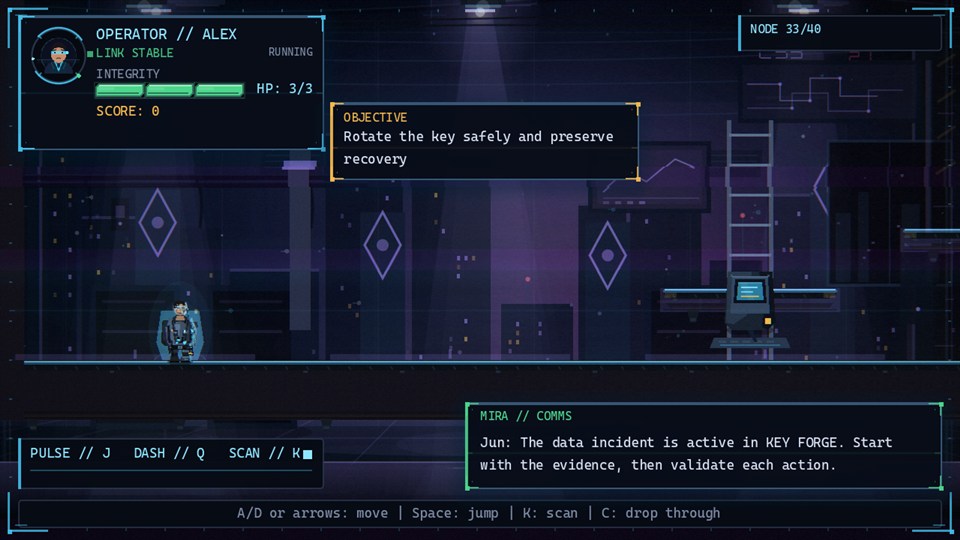 OPERATOR // ALEX
LINK STABLE
RUNNING
INTEGRITY
HP: 3/3
SCORE: 0
NODE 33/40
OBJECTIVE
Rotate the key safely and preserve
recovery
MIRA // COMMS
Jun: The data incident is active in KEY FORGE. Start
with the evidence, then validate each action.
PULSE // J DASH // Q SCAN // K
A/D or arrows: move | Space: jump | K: scan | C: drop through